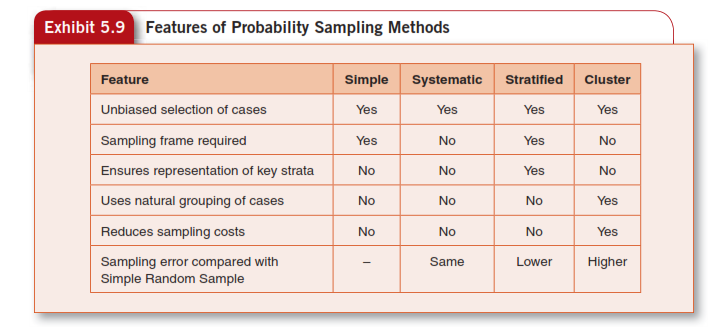 Exhibit 5.9 Features of Probability Sampling Methods
Feature Simple Systematic Stratified Cluster
Unbiased selection of cases Yes Yes Yes Yes
Sampling frame required Yes No Yes No
Ensures representation of key strata No No Yes No
Uses natural grouping of cases No No No Yes
Reduces sampling costs No No No Yes
Sampling error compared with – Same Lower Higher
Simple Random Sample